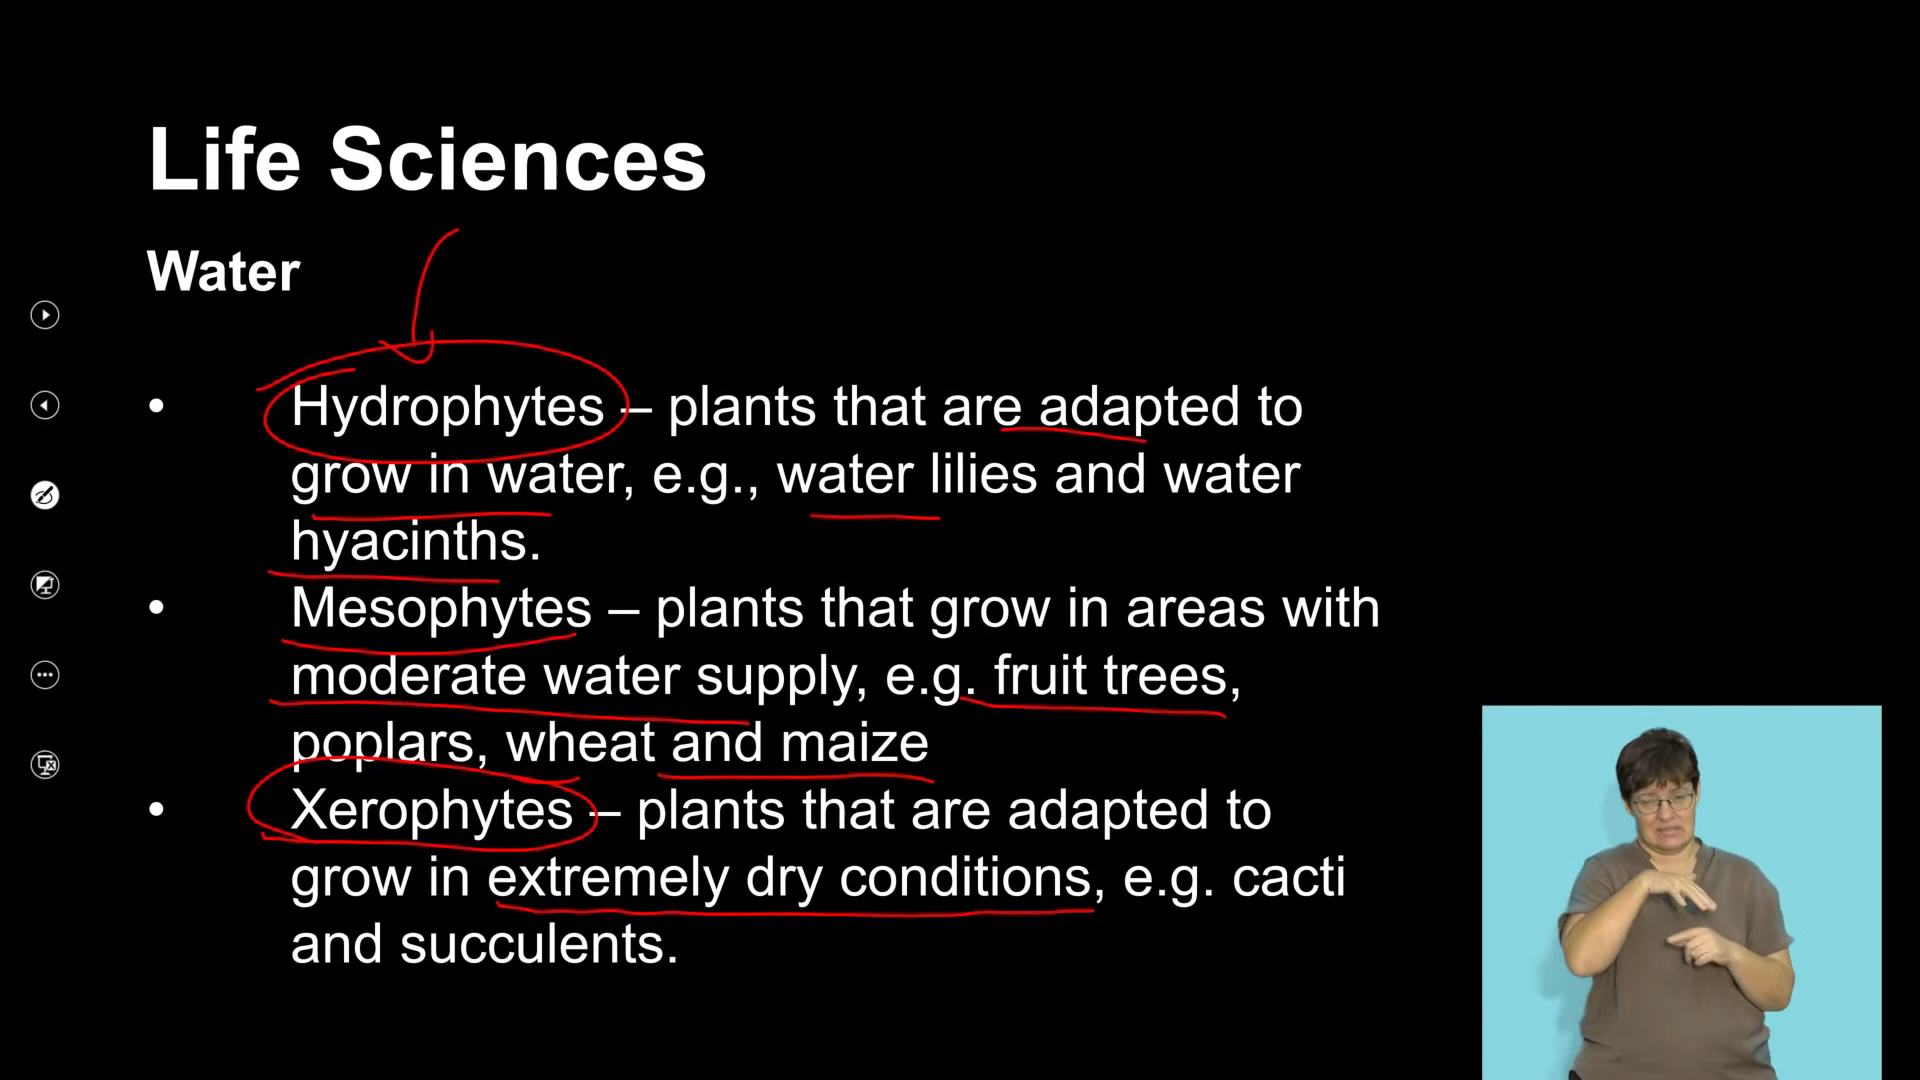 Life Sciences
Water
• Hydrophytes – plants that are adapted to
grow in water, e.g., water lilies and water
hyacinths.
• Mesophytes – plants that grow in areas with
moderate water supply, e.g. fruit trees,
poplars, wheat and maize
• Xerophytes – plants that are adapted to
grow in extremely dry conditions, e.g. cacti
and succulents.